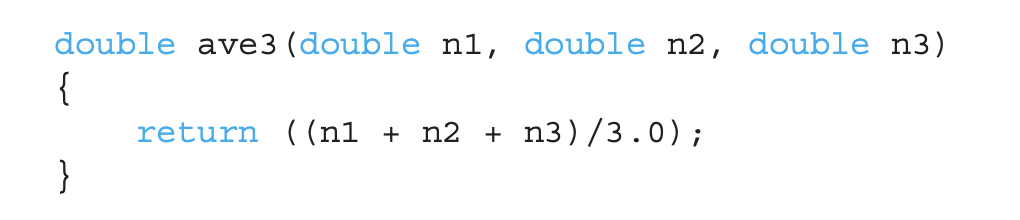 double ave3(double n1, double n2, double n3)
{
    return ((n1 + n2 + n3)/3.0);
}